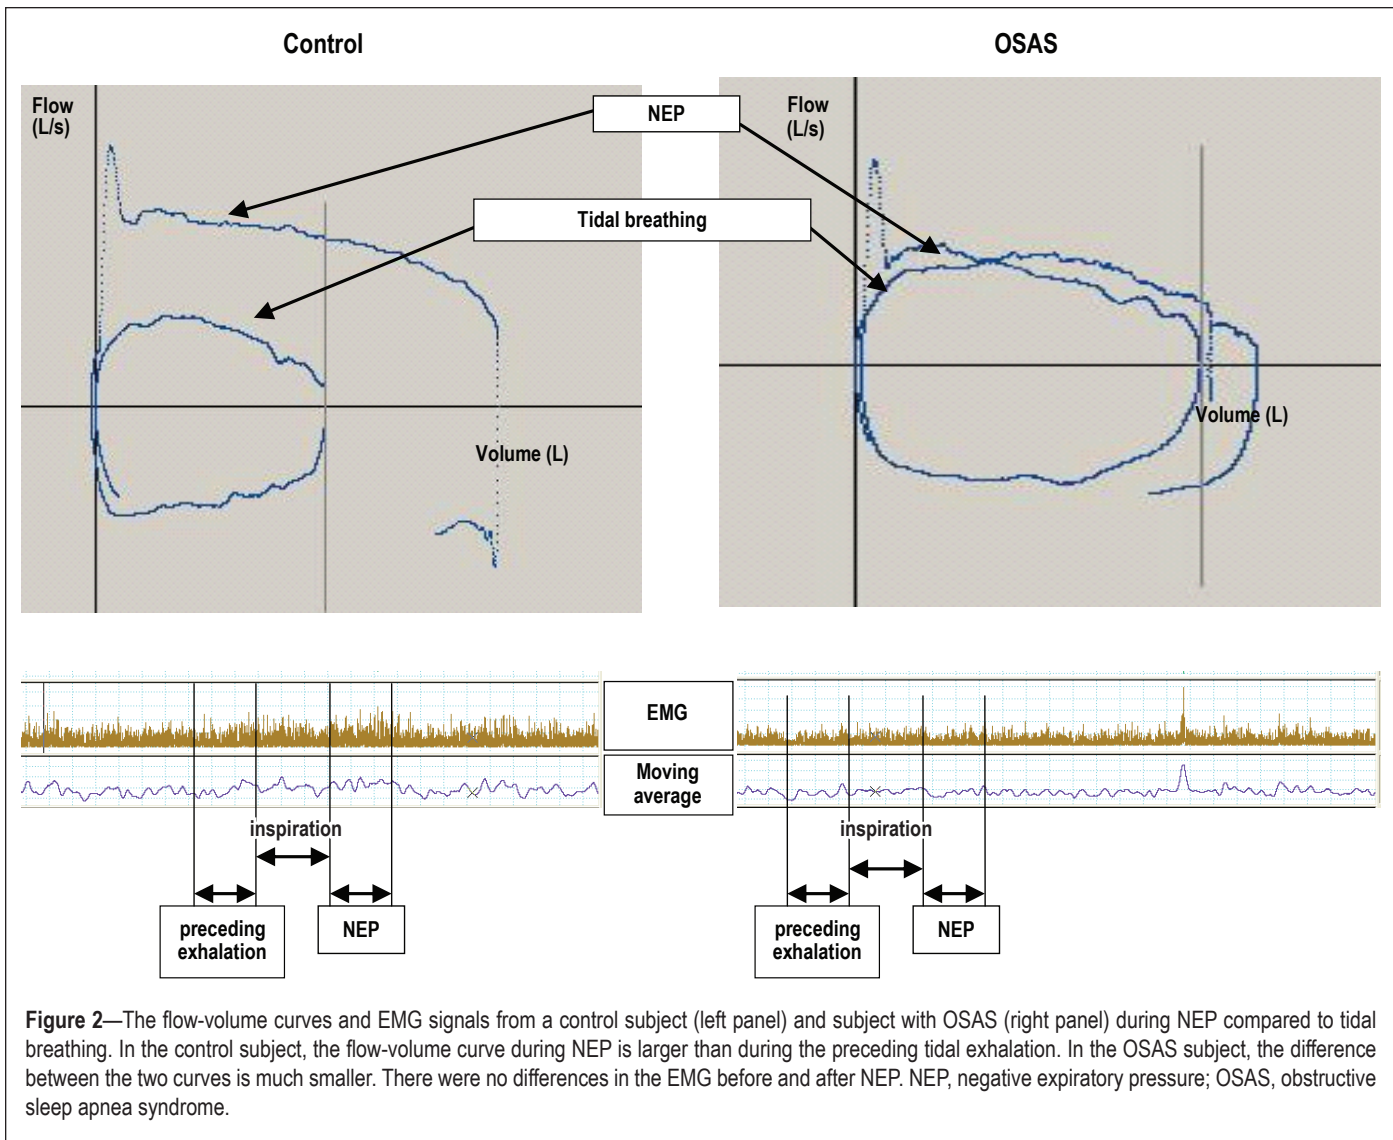 Control
OSAS
Flow
(L/s)
NEP
Flow
(L/s)
Tidal breathing
Volume (L)
Volume (L)
EMG
Moving
average
inspiration
inspiration
preceding
exhalation
NEP
preceding
exhalation
NEP
Figure 2—The flow-volume curves and EMG signals from a control subject (left panel) and subject with OSAS (right panel) during NEP compared to tidal
breathing. In the control subject, the flow-volume curve during NEP is larger than during the preceding tidal exhalation. In the OSAS subject, the difference
between the two curves is much smaller. There were no differences in the EMG before and after NEP. NEP, negative expiratory pressure; OSAS, obstructive
sleep apnea syndrome.